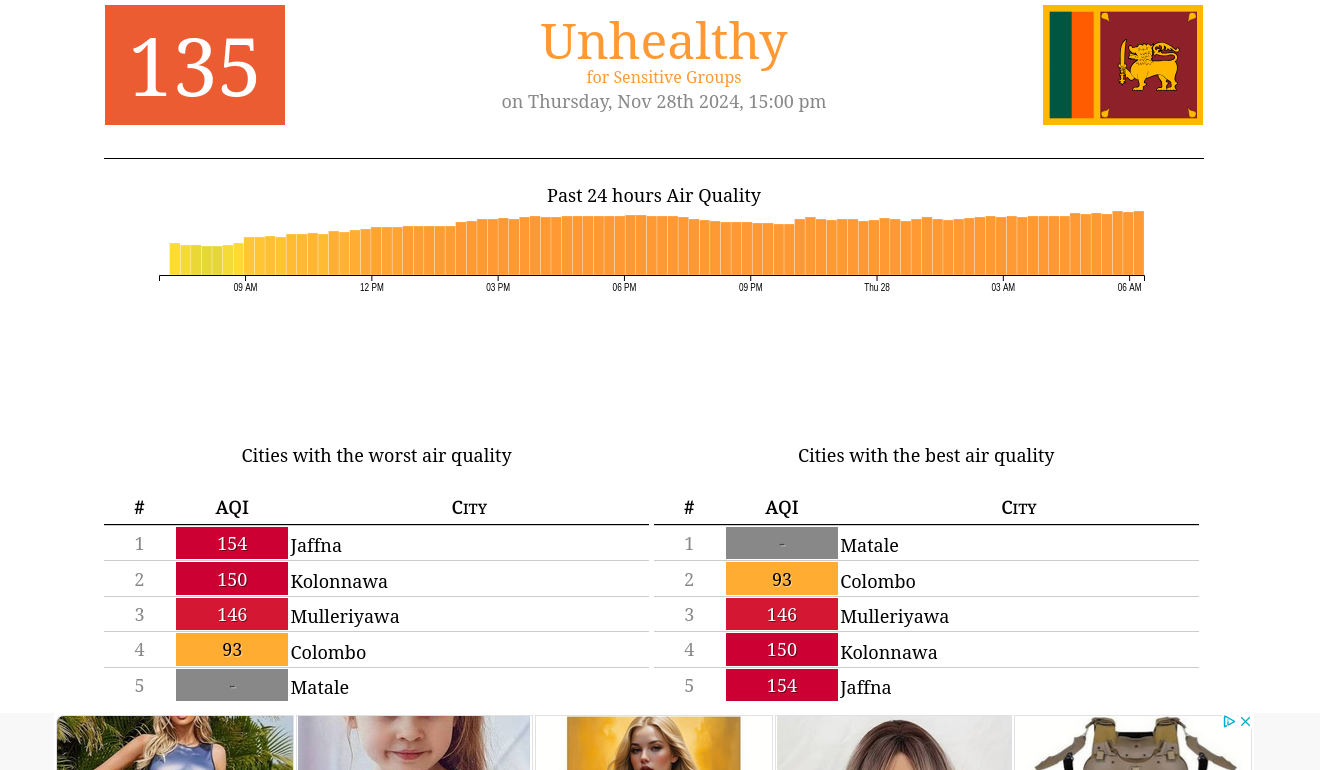 135
Unhealthy
for Sensitive Groups
on Thursday, Nov 28th 2024, 15:00 pm
Past 24 hours Air Quality
09 AM 12 PM 03 PM 06 PM 09 PM Thu 28 03 AM 06 AM
Cities with the worst air quality
# AQI City
1 154 Jaffna
2 150 Kolonnawa
3 146 Mulleriyawa
4 93 Colombo
5 - Matale
Cities with the best air quality
# AQI City
1 - Matale
2 93 Colombo
3 146 Mulleriyawa
4 150 Kolonnawa
5 154 Jaffna